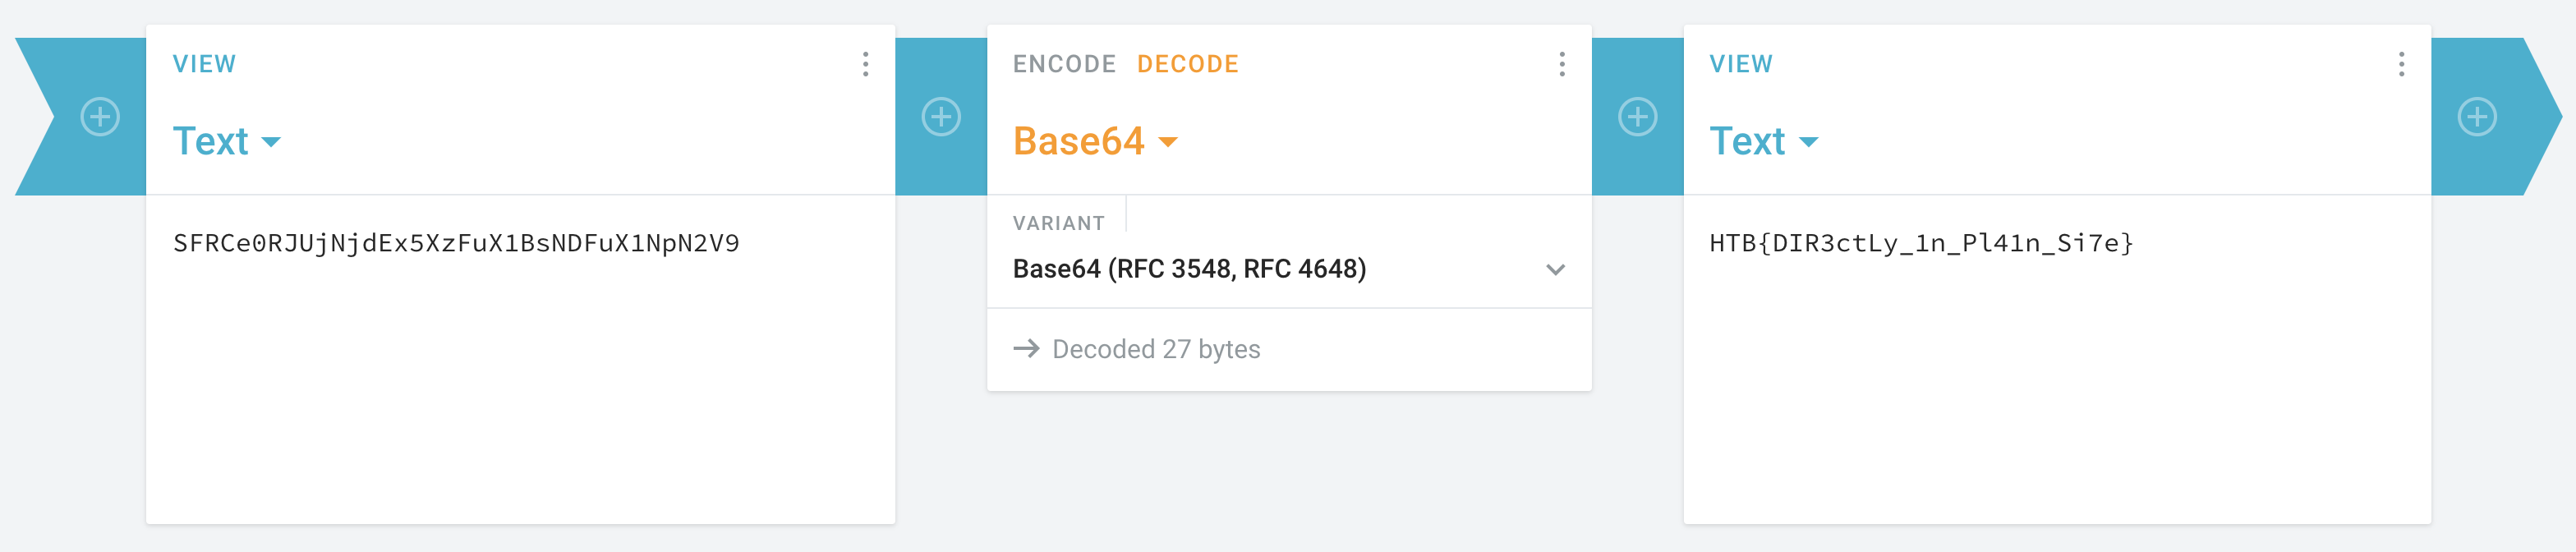 VIEW
Text
SFRCe0RJUjNjdEx5XzFuX1BsNDFuX1NpN2V9
ENCODE DECODE
Base64
VARIANT
Base64 (RFC 3548, RFC 4648)
→ Decoded 27 bytes
VIEW
Text
HTB{DIR3ctLy_1n_Pl41n_Si7e}